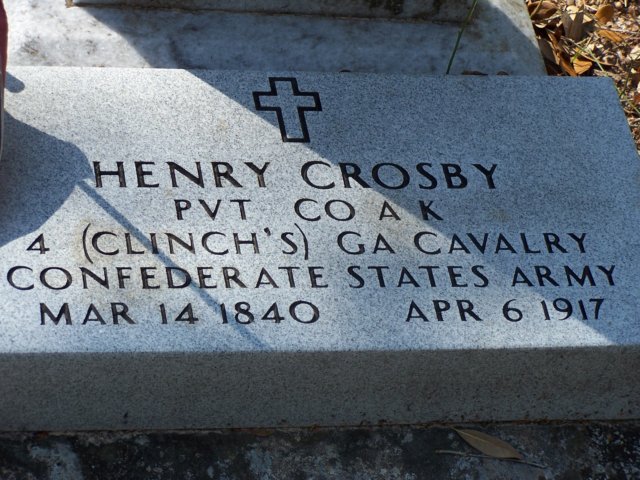 HENRY CROSBY
PVT CO A K
4 (CLINCH'S) GA CAVALRY
CONFEDERATE STATES ARMY
MAR 14 1840 APR 6 1917